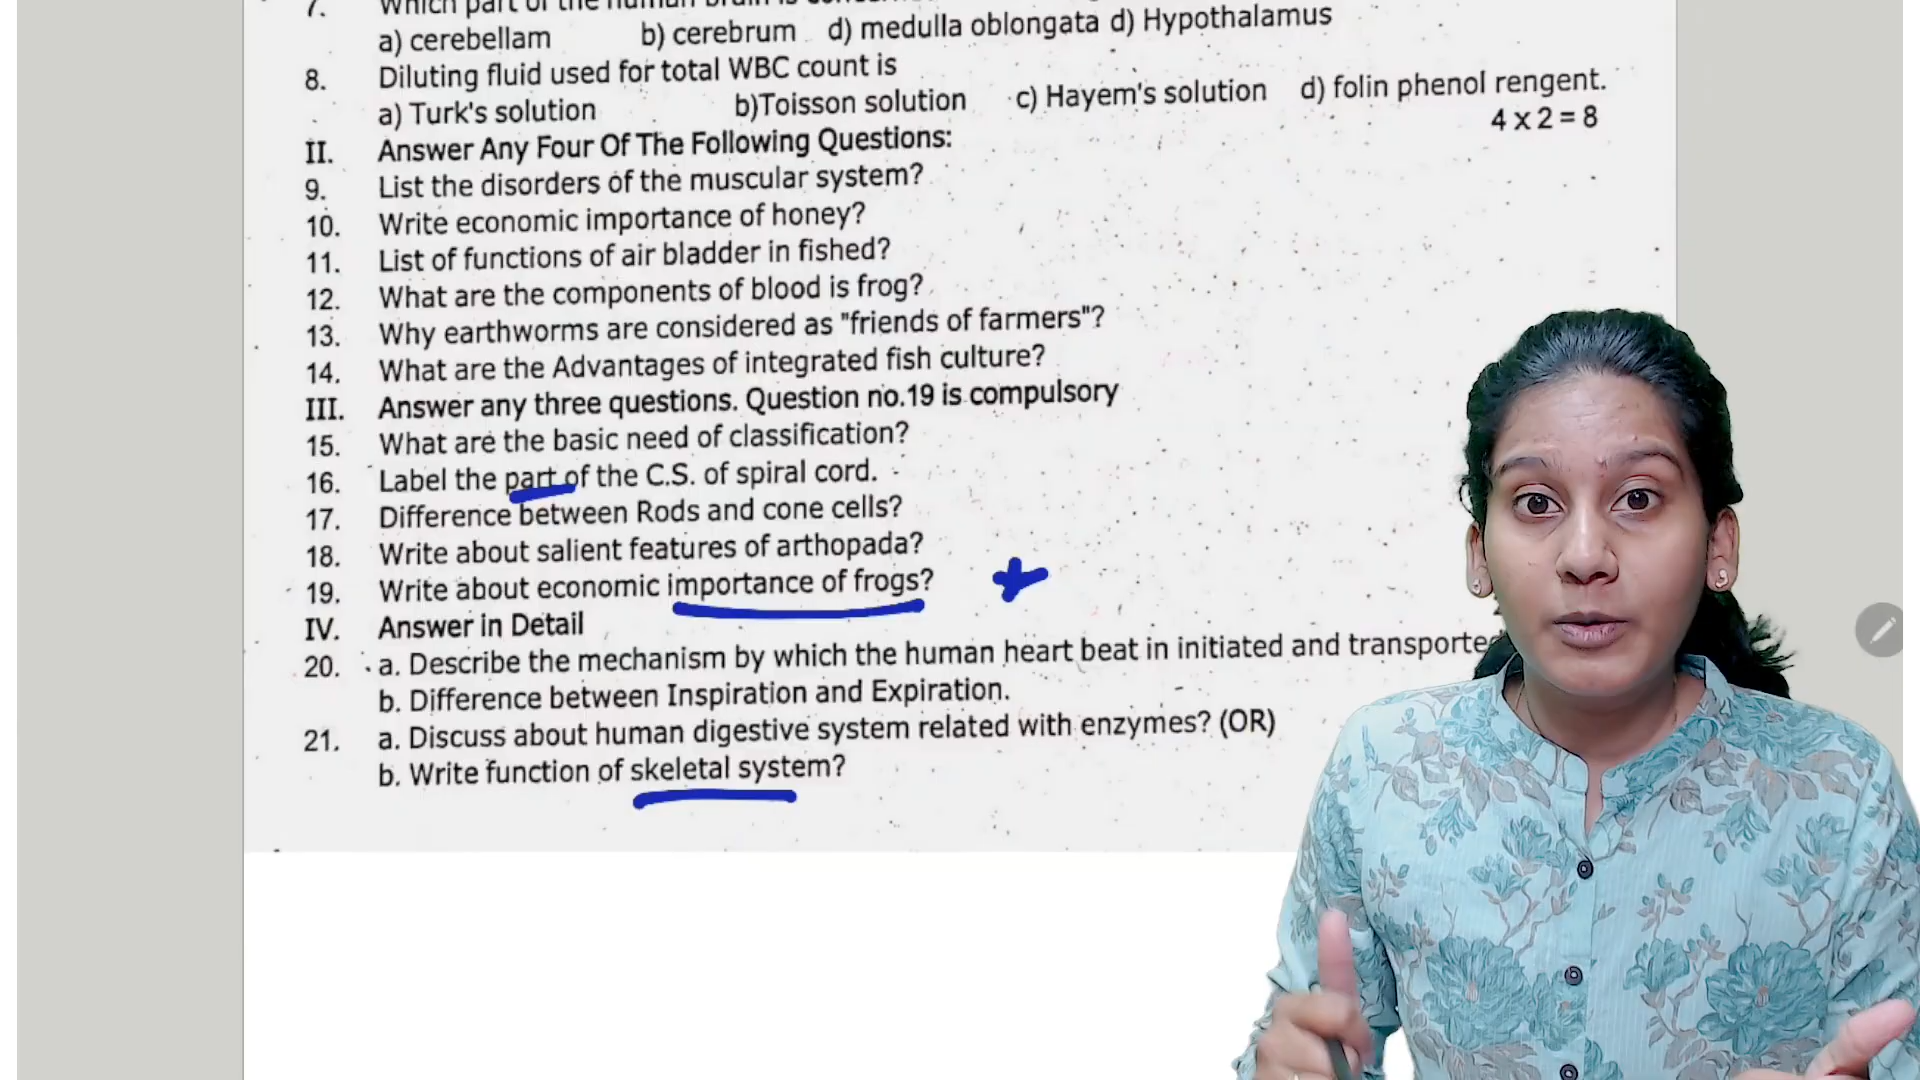 7. Which part of the human brain is
a) cerebellam b) cerebrum d) medulla oblongata d) Hypothalamus
8. Diluting fluid used for total WBC count is
a) Turk's solution b)Toisson solution c) Hayem's solution d) folin phenol rengent.
4 x 2 = 8
II. Answer Any Four Of The Following Questions:
9. List the disorders of the muscular system?
10. Write economic importance of honey?
11. List of functions of air bladder in fished?
12. What are the components of blood is frog?
13. Why earthworms are considered as "friends of farmers"?
14. What are the Advantages of integrated fish culture?
III. Answer any three questions. Question no.19 is compulsory
15. What are the basic need of classification?
16. Label the part of the C.S. of spiral cord.
17. Difference between Rods and cone cells?
18. Write about salient features of arthopada?
19. Write about economic importance of frogs?
IV. Answer in Detail
20. a. Describe the mechanism by which the human heart beat in initiated and transporte
b. Difference between Inspiration and Expiration.
21. a. Discuss about human digestive system related with enzymes? (OR)
b. Write function of skeletal system?